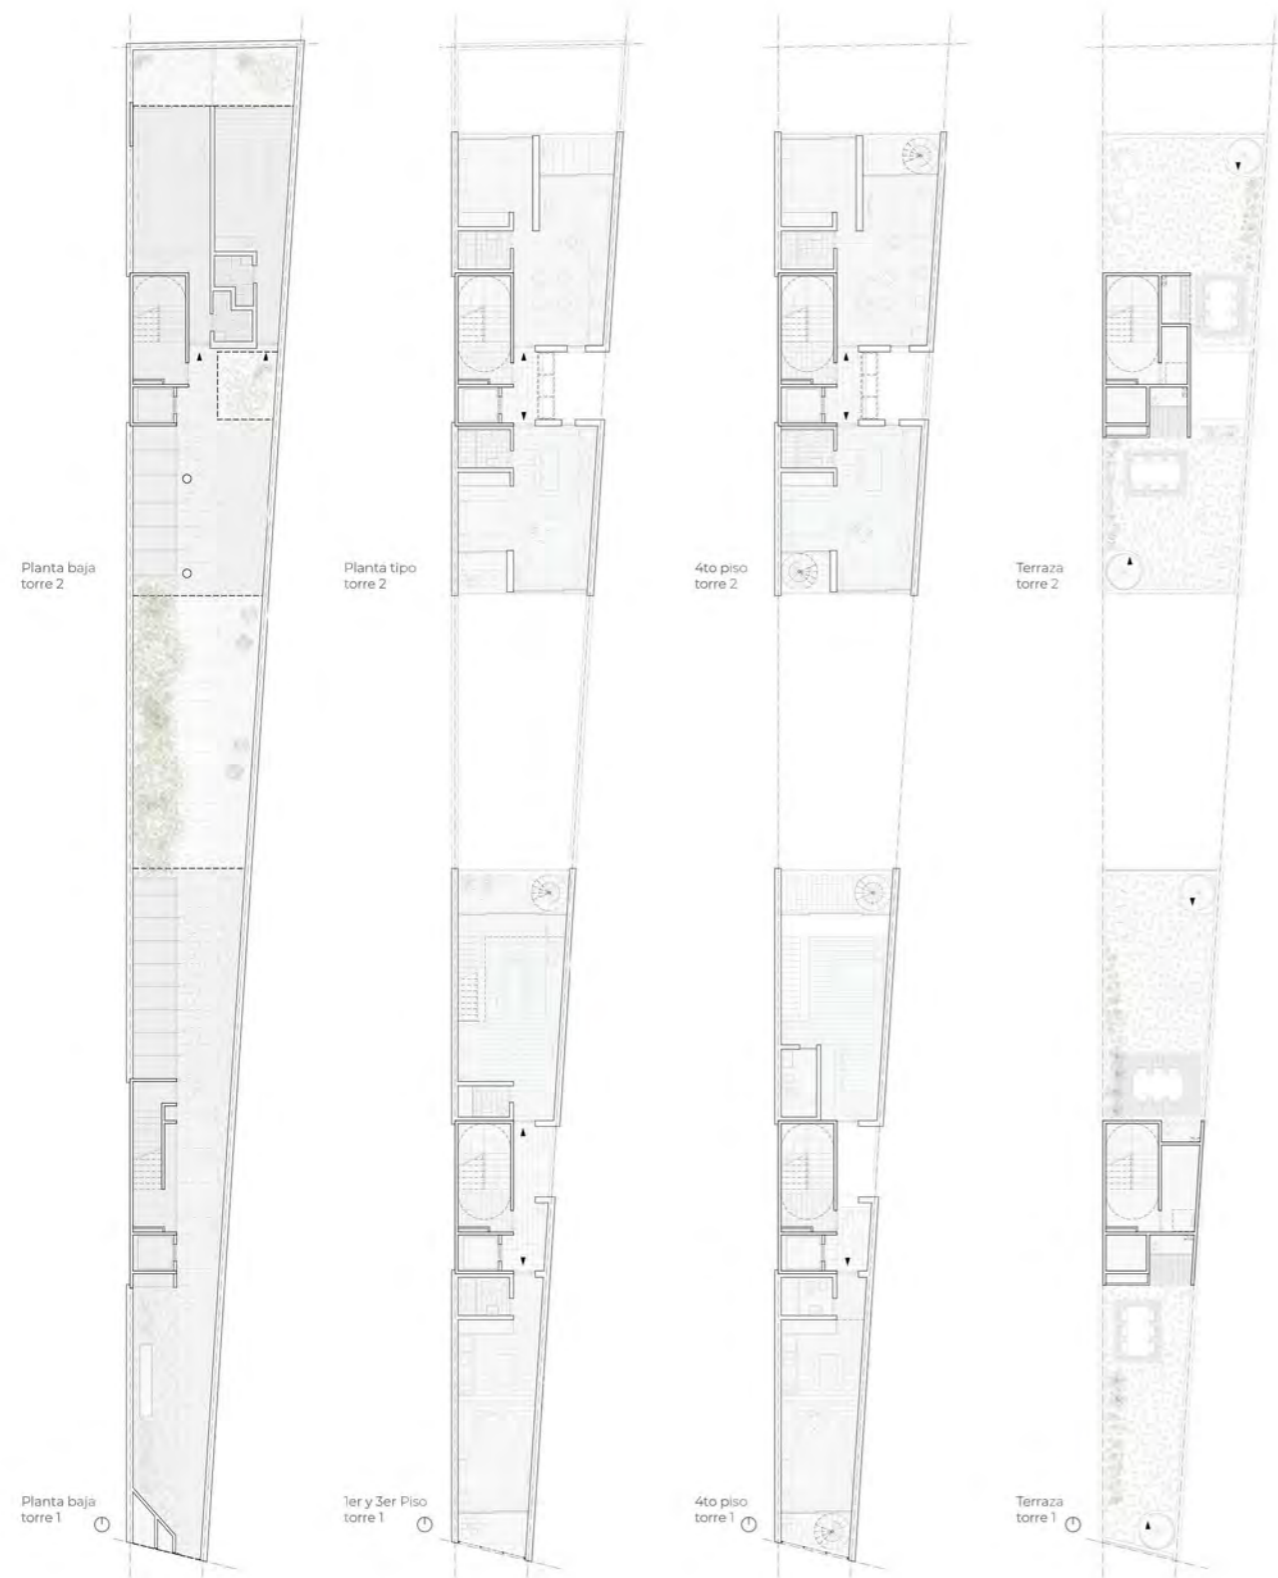 Planta baja
torre 2
Planta tipo
torre 2
4to piso
torre 2
Terraza
torre 2
Planta baja
torre 1
1er y 3er Piso
torre 1
4to piso
torre 1
Terraza
torre 1